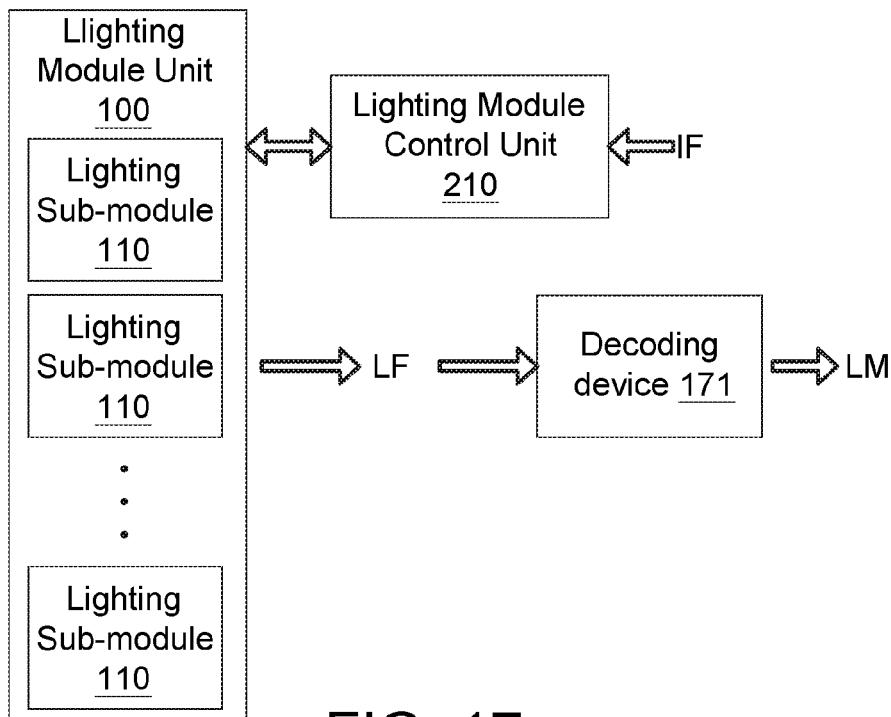 Llighting
Module Unit
100
Lighting
Sub-module
110
Lighting
Sub-module
110
Lighting
Sub-module
110
Lighting Module
Control Unit
210
IF
LF
Decoding
device 171
LM